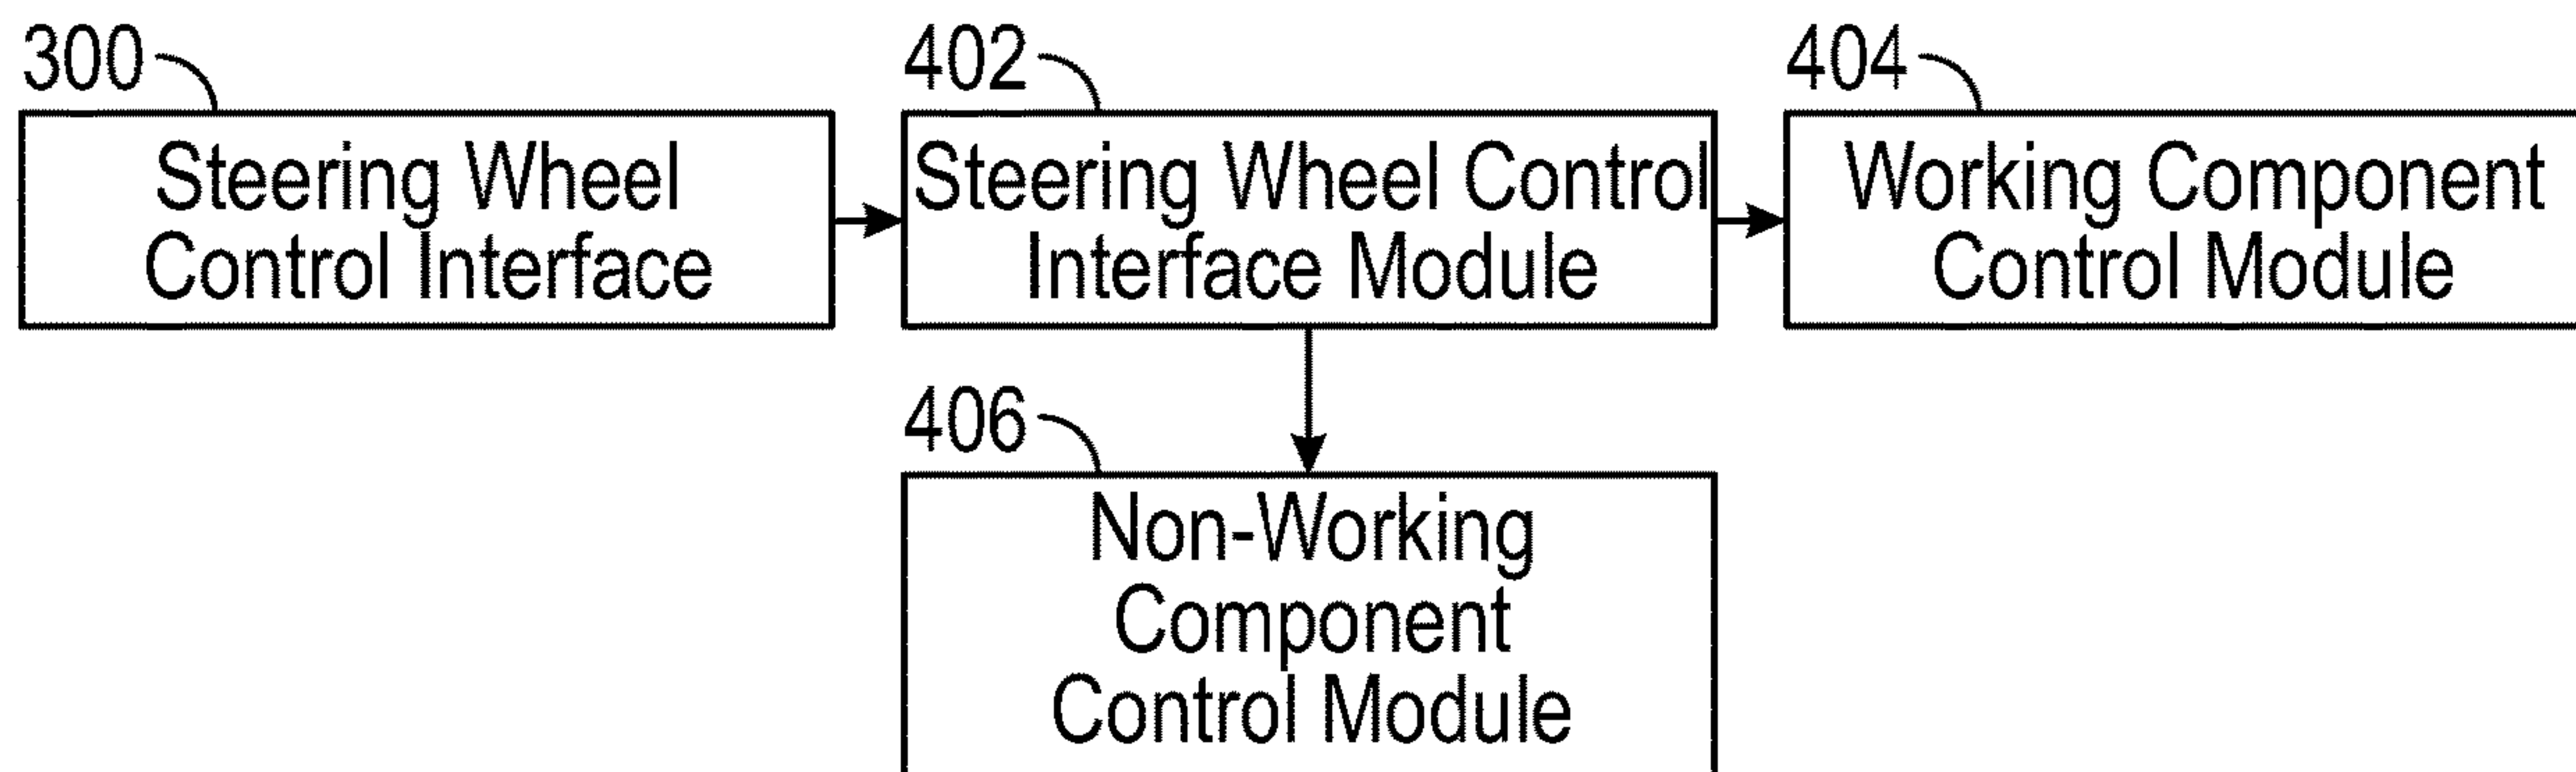 300
402
404
Steering Wheel
Control Interface
Steering Wheel Control
Interface Module
Working Component
Control Module
406
Non-Working
Component
Control Module